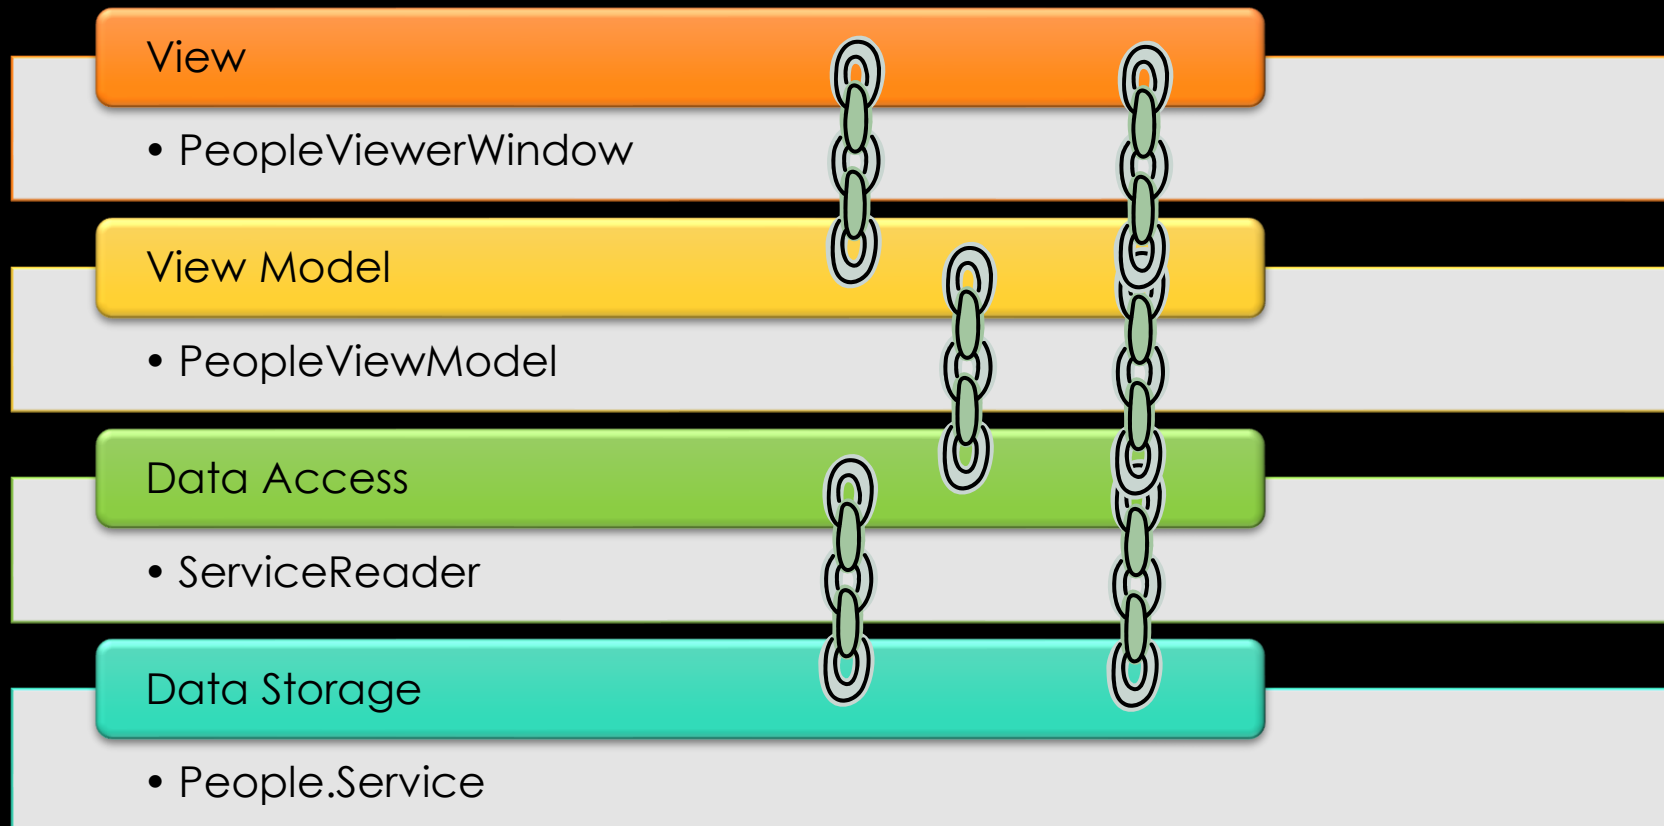 View
• PeopleViewerWindow
View Model
• PeopleViewModel
Data Access
• ServiceReader
Data Storage
• People.Service